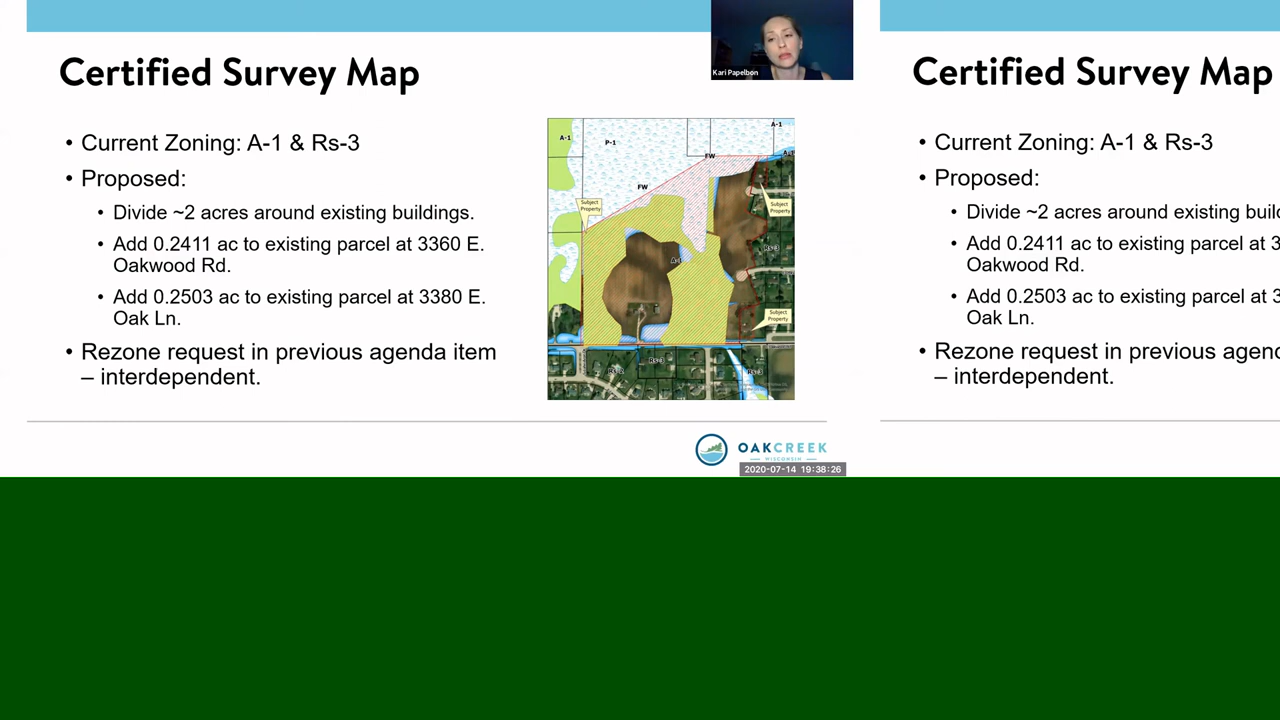 Certified Survey Map
Kari Papelbon
• Current Zoning: A-1 & Rs-3
• Proposed:
• Divide ~2 acres around existing buildings.
• Add 0.2411 ac to existing parcel at 3360 E.
Oakwood Rd.
• Add 0.2503 ac to existing parcel at 3380 E.
Oak Ln.
• Rezone request in previous agenda item
– interdependent.
A-1
P-1
A-1
FW
FW
Subject
Property
Subject
Property
Rs-3
Subject
Property
Rs-3
OAKCREEK
WISCONSIN
2020-07-14 19:38:26
Certified Survey Map
• Current Zoning: A-1 & Rs-3
• Proposed:
• Divide ~2 acres around existing buil
• Add 0.2411 ac to existing parcel at 3
Oakwood Rd.
• Add 0.2503 ac to existing parcel at 3
Oak Ln.
• Rezone request in previous agen
– interdependent.